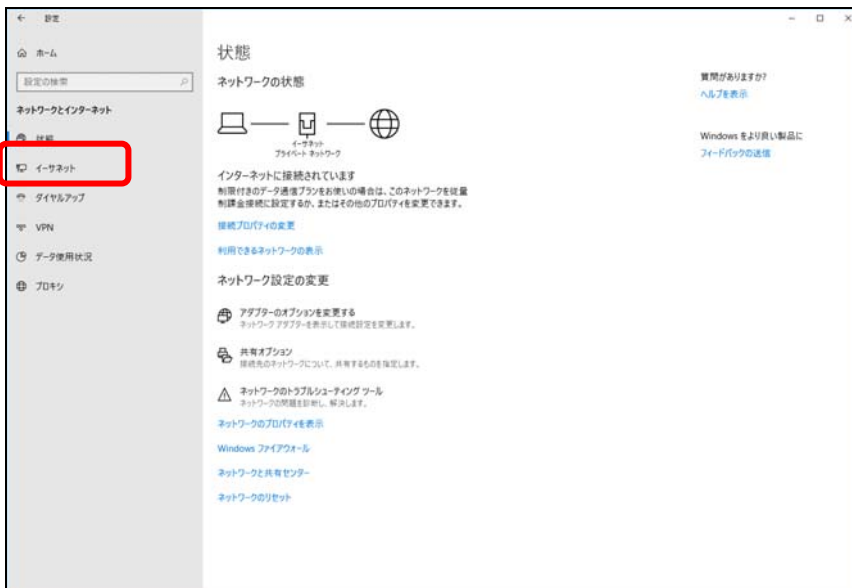 設定
ホーム
設定の検索
ネットワークとインターネット
状態
イーサネット
ダイヤルアップ
VPN
データ使用状況
プロキシ
状態
ネットワークの状態
イーサネット
プライベート ネットワーク
インターネットに接続されています
制限付きのデータ通信プランをお使いの場合は、このネットワークを従量
制課金接続に設定するか、またはその他のプロパティを変更できます。
接続プロパティの変更
利用できるネットワークの表示
ネットワーク設定の変更
アダプターのオプションを変更する
ネットワーク アダプターを表示して接続設定を変更します。
共有オプション
接続先のネットワークについて、共有するものを指定します。
ネットワークのトラブルシューティング ツール
ネットワークの問題を診断し、解決します。
ネットワークのプロパティを表示
Windows ファイアウォール
ネットワークと共有センター
ネットワークのリセット
質問がありますか?
ヘルプを表示
Windows をより良い製品に
フィードバックの送信